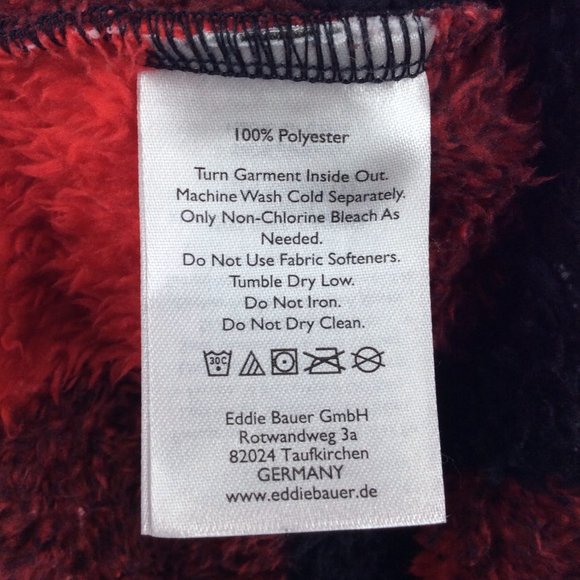 100% Polyester
Turn Garment Inside Out.
Machine Wash Cold Separately.
Only Non-Chlorine Bleach As
Needed.
Do Not Use Fabric Softeners.
Tumble Dry Low.
Do Not Iron.
Do Not Dry Clean.
30C
Eddie Bauer GmbH
Rotwandweg 3a
82024 Taufkirchen
GERMANY
www.eddiebauer.de